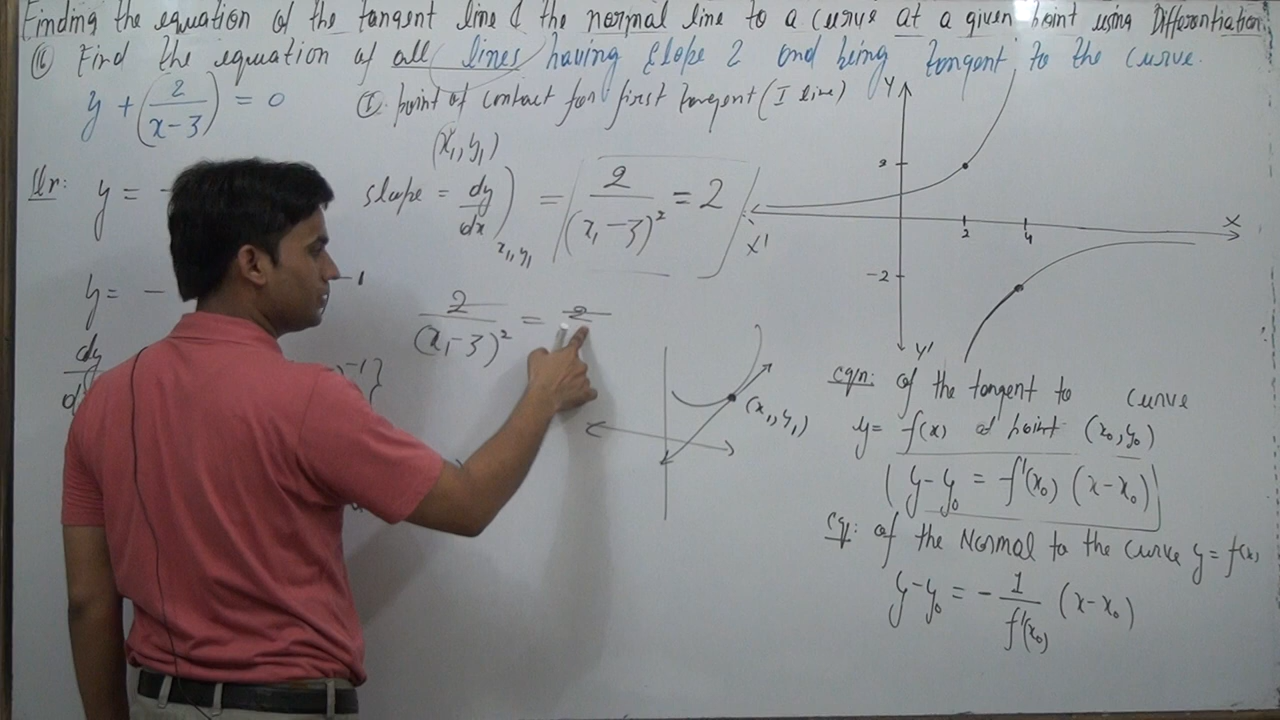 Finding the equation of the tangent line & the normal line to a curve at a given point using Differentiation.
(16) Find the equation of all lines having slope 2 and being tangent to the curve.
y + (2/(x-3)) = 0
(I) point of contact for first tangent (I line)
(x₁, y₁)
y = -
slope = dy/dx)x₁,y₁ = 2/(x₁-3)² = 2
y = - -1
2/(x₁-3)² = 2
dy
-1}
(x₁, y₁)
Y
X
X'
Y'
2
4
-2
eqn: of the tangent to curve
y = f(x) at point (x₀, y₀)
y-y₀ = f'(x₀) (x-x₀)
eq: of the Normal to the curve y = f(x)
y-y₀ = - 1/f'(x₀) (x-x₀)